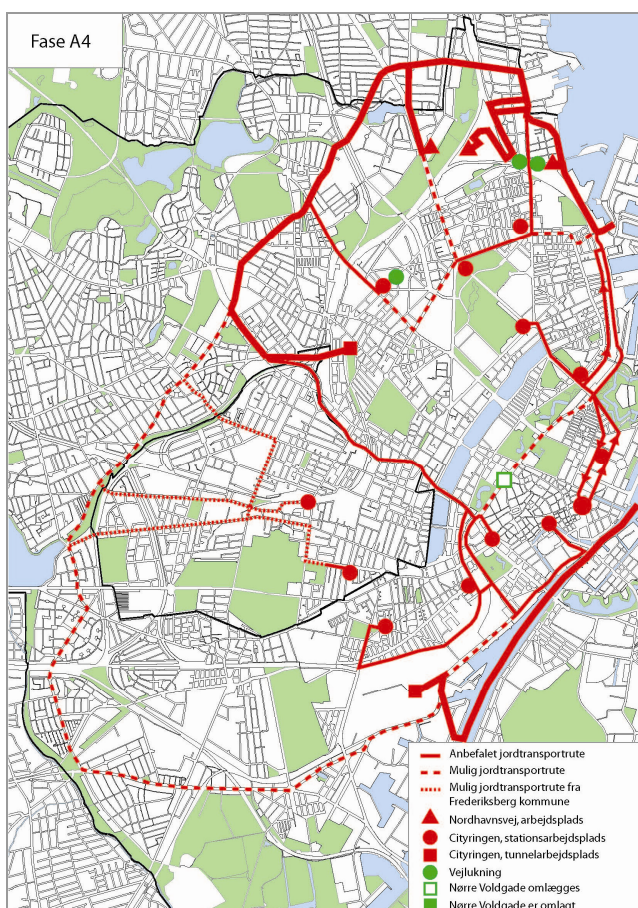 Fase A4
Anbefalet jordtransportrute
Mulig jordtransportrute
Mulig jordtransportrute fra
Frederiksberg kommune
Nordhavnsvej, arbejdsplads
Cityringen, stationsarbejdsplads
Cityringen, tunnelarbejdsplads
Vejlukning
Nørre Voldgade omlægges
Nørre Voldgade er omlagt